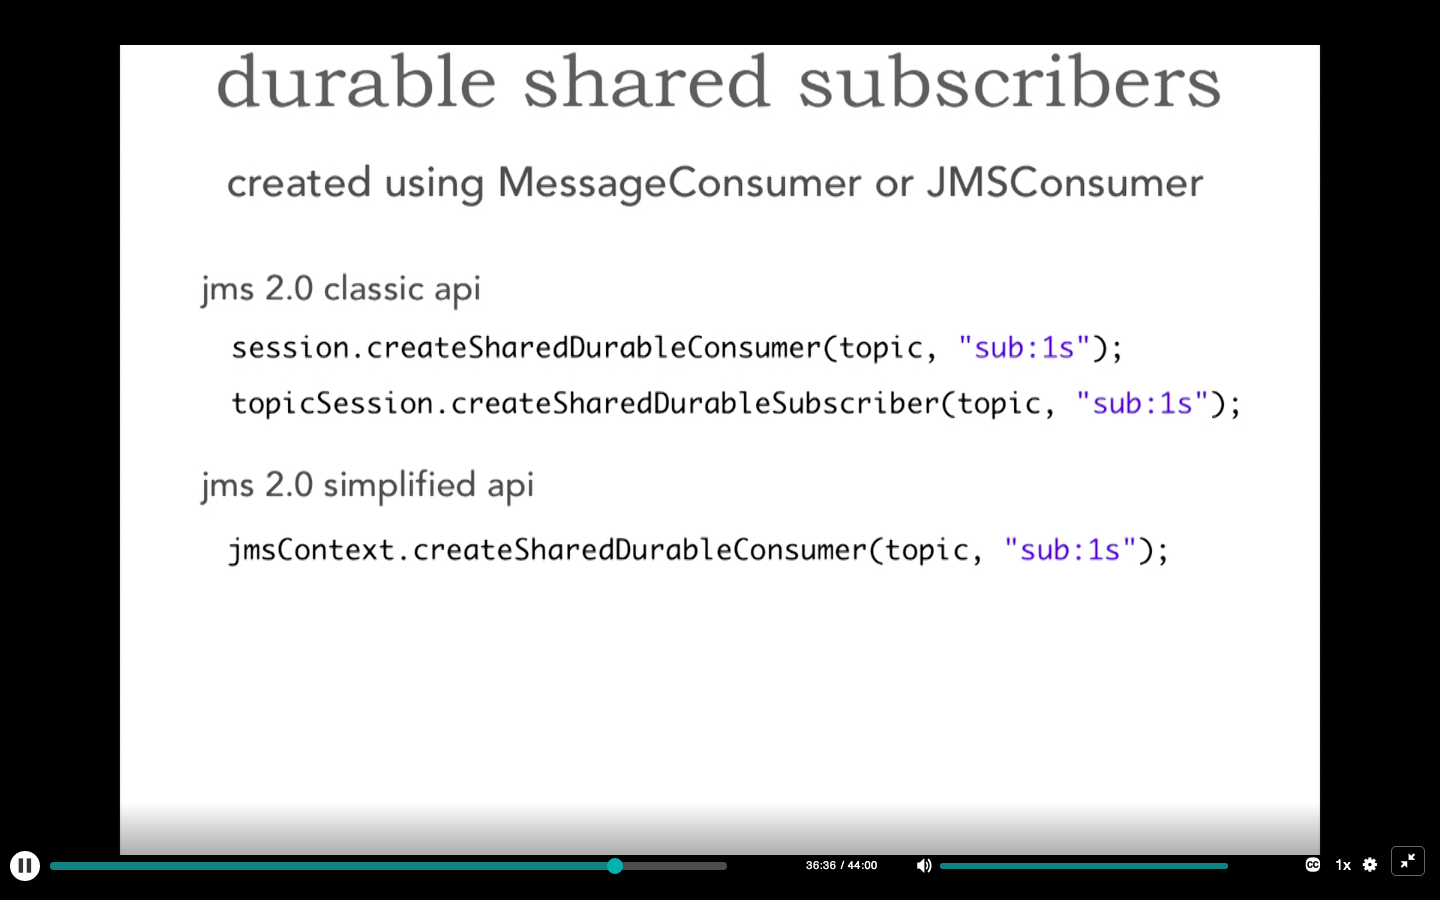 durable shared subscribers
created using MessageConsumer or JMSConsumer
jms 2.0 classic api
session.createSharedDurableConsumer(topic, "sub:1s");
topicSession.createSharedDurableSubscriber(topic, "sub:1s");
jms 2.0 simplified api
jmsContext.createSharedDurableConsumer(topic, "sub:1s");
36:36 / 44:00
CC
1x